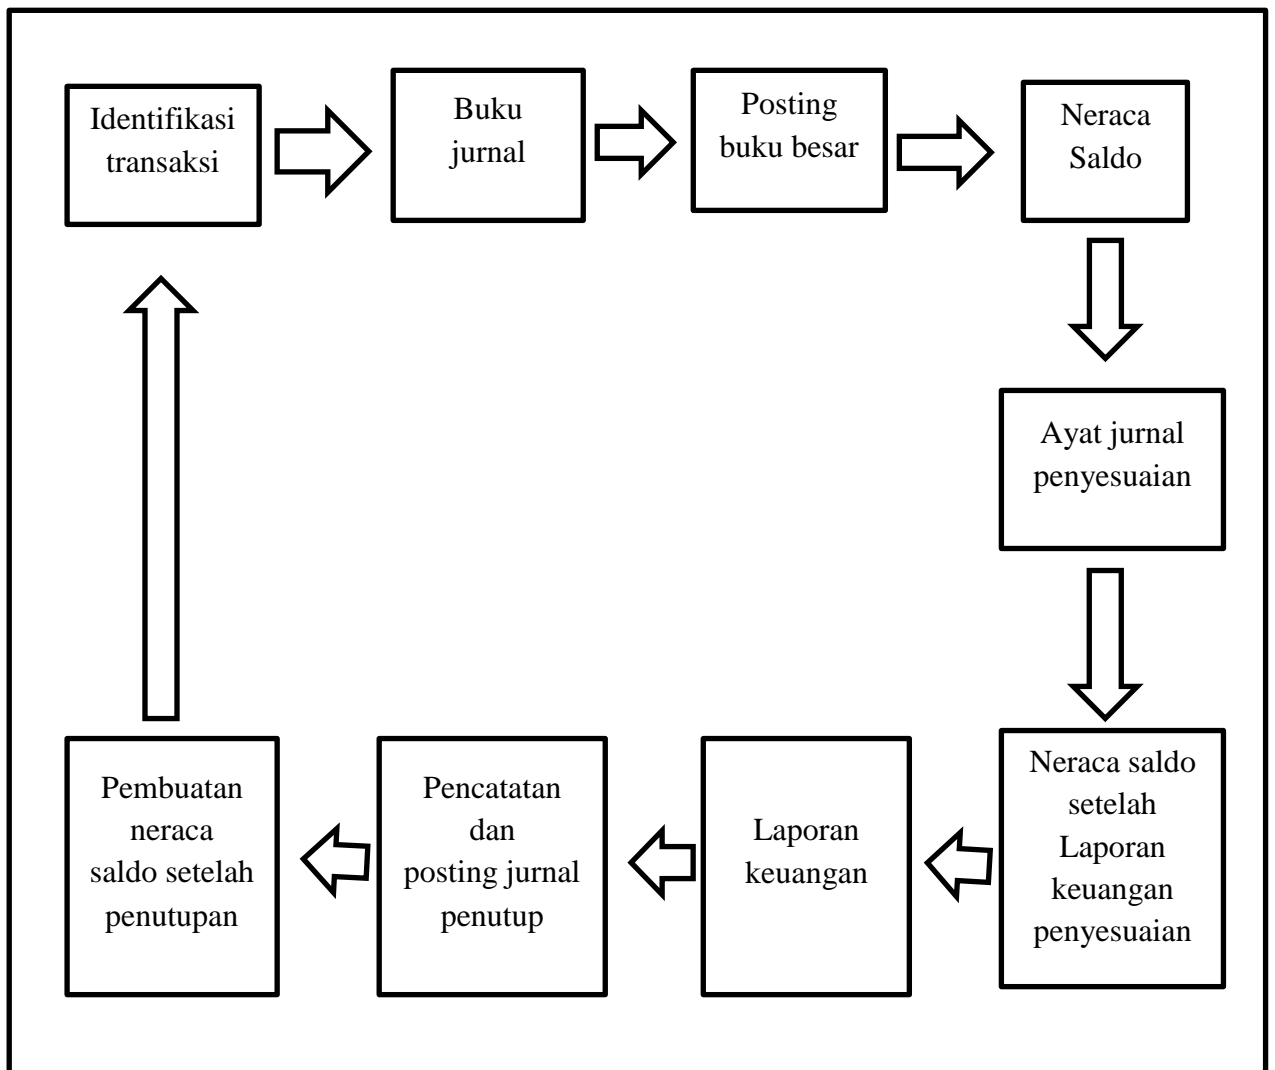 Identifikasi
transaksi
Buku
jurnal
Posting
buku besar
Neraca
Saldo
Ayat jurnal
penyesuaian
Neraca saldo
setelah
Laporan
keuangan
penyesuaian
Laporan
keuangan
Pencatatan
dan
posting jurnal
penutup
Pembuatan
neraca
saldo setelah
penutupan